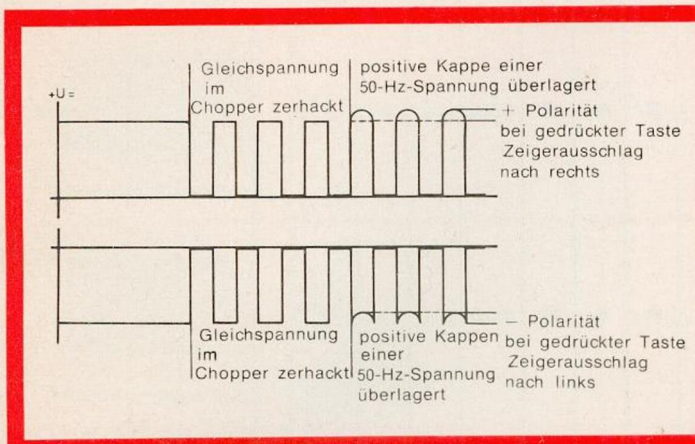 +U=
Gleichspannung
im
Chopper zerhackt
positive Kappe einer
50-Hz-Spannung überlagert
+ Polarität
bei gedrückter Taste
Zeigerausschlag
nach rechts
Gleichspannung
im
Chopper zerhackt
positive Kappen
einer
50-Hz-Spannung
überlagert
– Polarität
bei gedrückter Taste
Zeigerausschlag
nach links